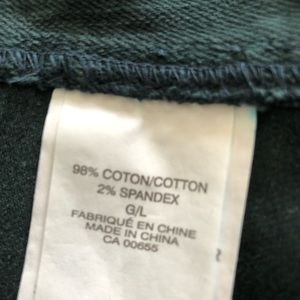 98% COTON/COTTON
2% SPANDEX
G/L
FABRIQUÉ EN CHINE
MADE IN CHINA
CA 00655